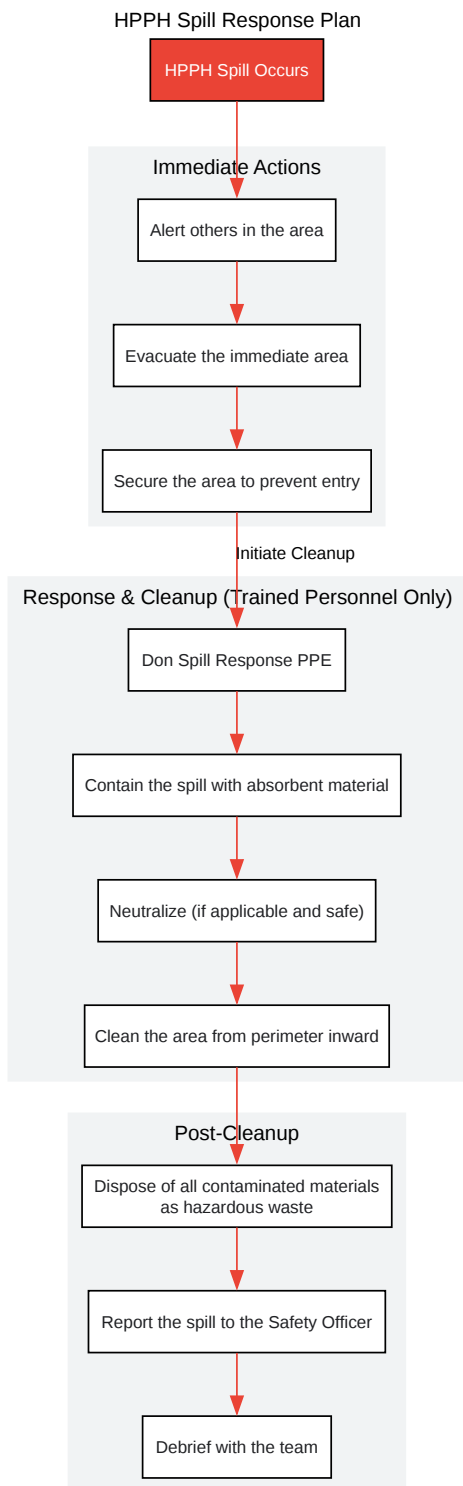 HPPH Spill Response Plan
HPPH Spill Occurs
Immediate Actions
Alert others in the area
Evacuate the immediate area
Secure the area to prevent entry
Initiate Cleanup
Response & Cleanup (Trained Personnel Only)
Don Spill Response PPE
Contain the spill with absorbent material
Neutralize (if applicable and safe)
Clean the area from perimeter inward
Post-Cleanup
Dispose of all contaminated materials
as hazardous waste
Report the spill to the Safety Officer
Debrief with the team